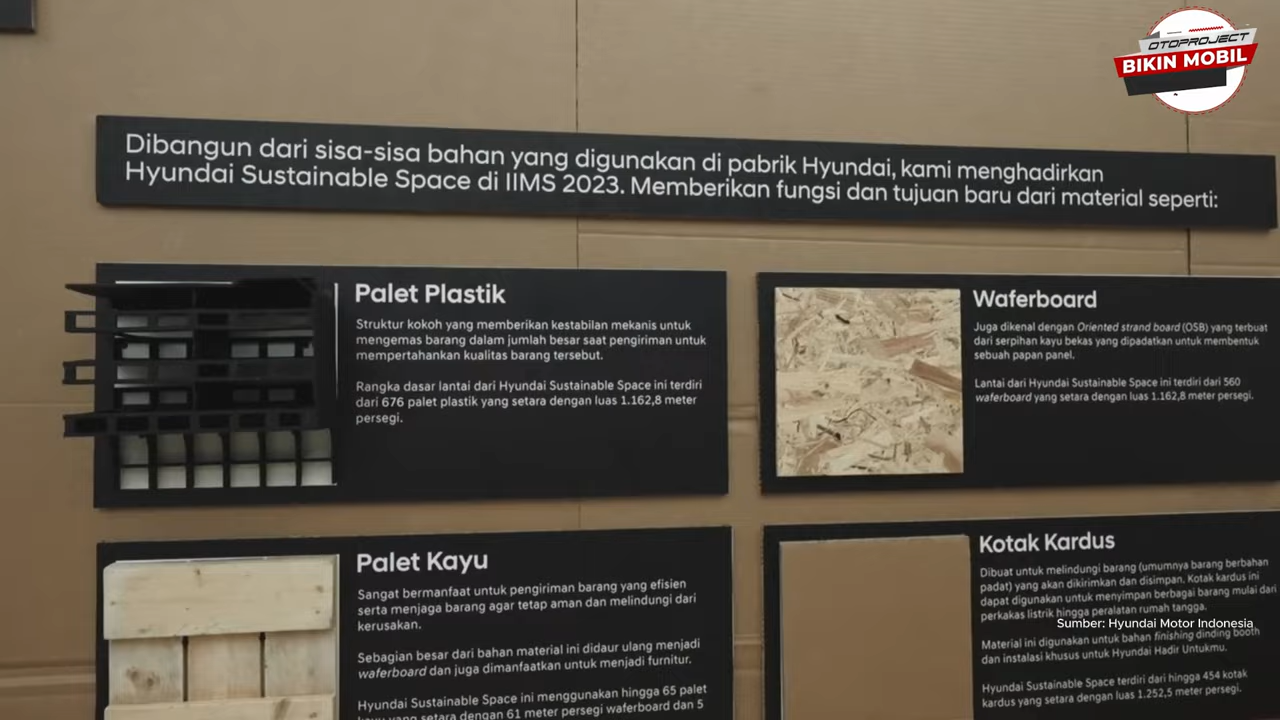 OTOPROJECT
BIKIN MOBIL
Dibangun dari sisa-sisa bahan yang digunakan di pabrik Hyundai, kami menghadirkan
Hyundai Sustainable Space di IIMS 2023. Memberikan fungsi dan tujuan baru dari material seperti:
Palet Plastik
Struktur kokoh yang memberikan kestabilan mekanis untuk
mengemas barang dalam jumlah besar saat pengiriman untuk
mempertahankan kualitas barang tersebut.
Rangka dasar lantai dari Hyundai Sustainable Space ini terdiri
dari 676 palet plastik yang setara dengan luas 1.162,8 meter
persegi.
Waferboard
Juga dikenal dengan Oriented strand board (OSB) yang terbuat
dari serpihan kayu bekas yang dipadatkan untuk membentuk
sebuah papan panel.
Lantai dari Hyundai Sustainable Space ini terdiri dari 560
waferboard yang setara dengan luas 1.162,8 meter persegi.
Palet Kayu
Sangat bermanfaat untuk pengiriman barang yang efisien
serta menjaga barang agar tetap aman dan melindungi dari
kerusakan.
Sebagian besar dari bahan material ini didaur ulang menjadi
waferboard dan juga dimanfaatkan untuk menjadi furnitur.
Hyundai Sustainable Space ini menggunakan hingga 65 palet
kayu yang setara dengan 61 meter persegi waferboard dan 5
Kotak Kardus
Dibuat untuk melindungi barang (umumnya barang berbahan
padat) yang akan dikirimkan dan disimpan. Kotak kardus ini
dapat digunakan untuk menyimpan berbagai barang mulai dari
perkakas listrik hingga peralatan rumah tangga.
Sumber: Hyundai Motor Indonesia
Material ini digunakan untuk bahan finishing dinding booth
dan instalasi khusus untuk Hyundai Hadir Untukmu.
Hyundai Sustainable Space terdiri dari hingga 454 kotak
kardus yang setara dengan luas 1.252,5 meter persegi.